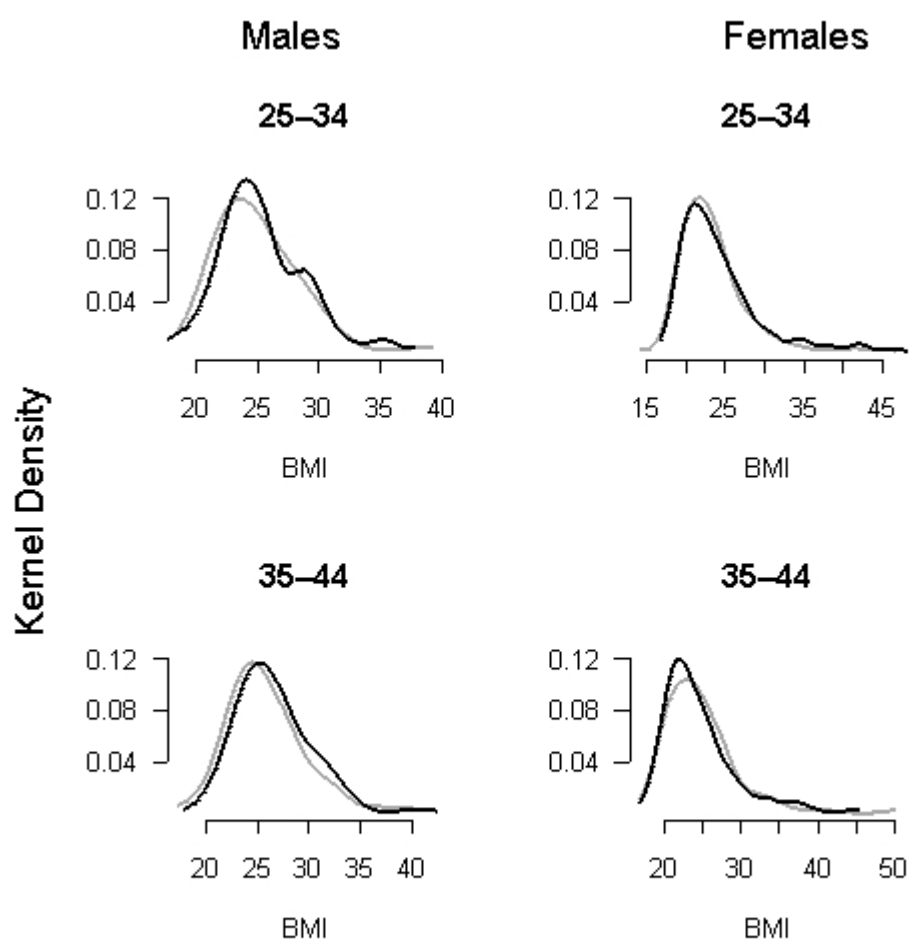 Males Females
25–34 25–34
0.12 0.12
0.08 0.08
0.04 0.04
20 25 30 35 40 15 25 35 45
BMI BMI
Kernel Density
35–44 35–44
0.12 0.12
0.08 0.08
0.04 0.04
20 25 30 35 40 20 30 40 50
BMI BMI